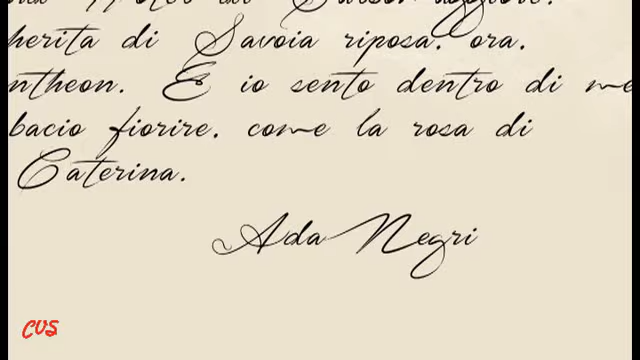 herita di Savoia riposa. ora.
ntheon. E io sento dentro di me
bacio fiorire. come la rosa di
Caterina.
Ada Negri
CUS